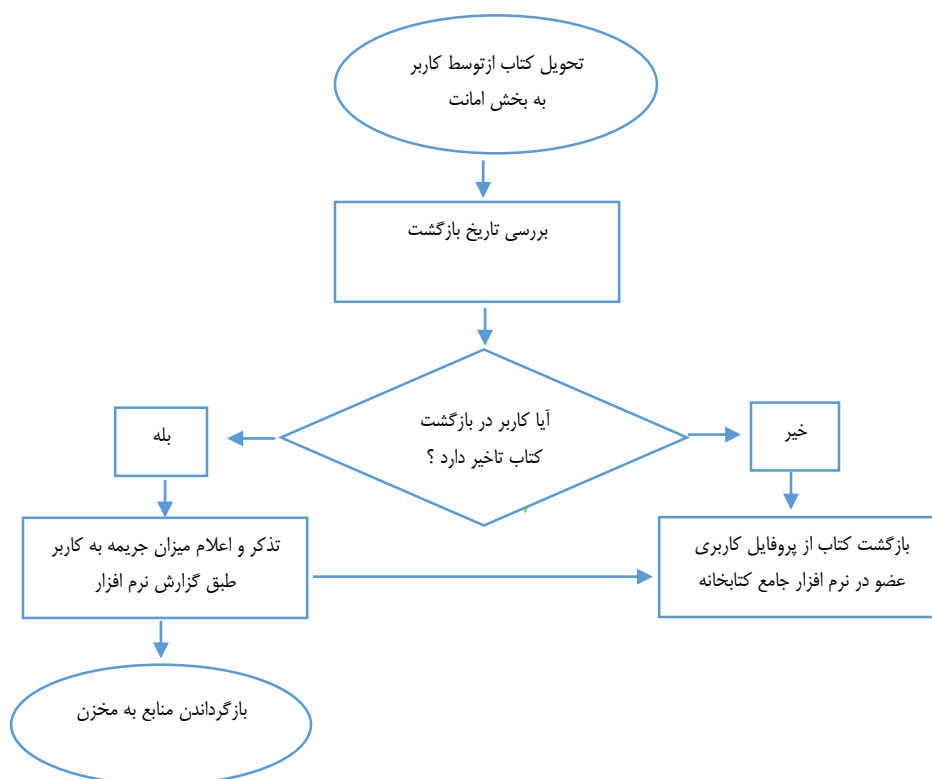 تحویل کتاب ازتوسط کاربر
به بخش امانت
بررسی تاریخ بازگشت
آیا کاربر در بازگشت
کتاب تاخیر دارد ؟
خیر
بله
بازگشت کتاب از پروفایل کاربری
عضو در نرم افزار جامع کتابخانه
تذکر و اعلام میزان جریمه به کاربر
طبق گزارش نرم افزار
بازگرداندن منابع به مخزن